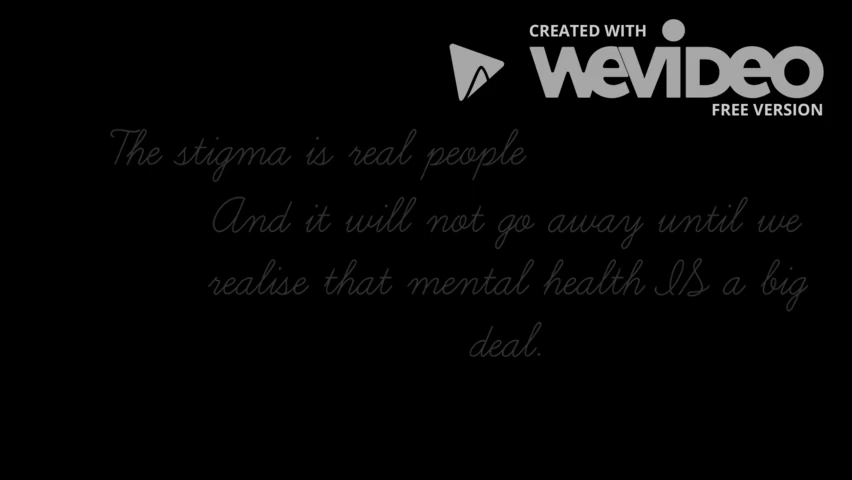 CREATED WITH
WEVIDEO
FREE VERSION
The stigma is real people
And it will not go away until we
realise that mental health IS a big
deal.